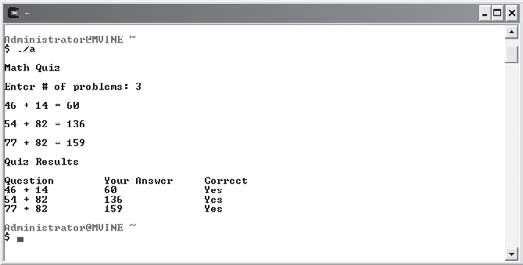 ~
Administrator@MVINE ~
$ ./a
Math Quiz
Enter # of problems: 3
46 + 14 = 60
54 + 82 = 136
77 + 82 = 159
Quiz Results
Question Your Answer Correct
46 + 14 60 Yes
54 + 82 136 Yes
77 + 82 159 Yes
Administrator@MVINE ~
$